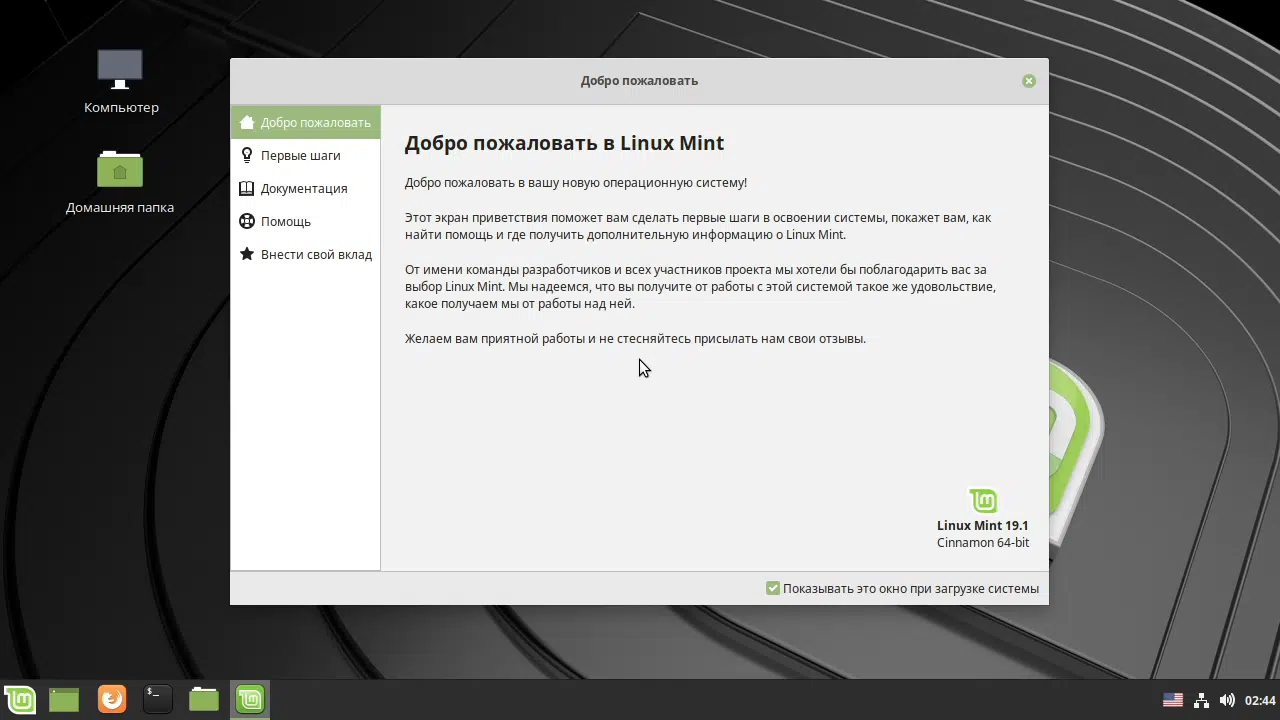 Компьютер
Домашняя папка
Добро пожаловать
Добро пожаловать
Первые шаги
Документация
Помощь
Внести свой вклад
Добро пожаловать в Linux Mint
Добро пожаловать в вашу новую операционную систему!
Этот экран приветствия поможет вам сделать первые шаги в освоении системы, покажет вам, как
найти помощь и где получить дополнительную информацию о Linux Mint.
От имени команды разработчиков и всех участников проекта мы хотели бы поблагодарить вас за
выбор Linux Mint. Мы надеемся, что вы получите от работы с этой системой такое же удовольствие,
какое получаем мы от работы над ней.
Желаем вам приятной работы и не стесняйтесь присылать нам свои отзывы.
Linux Mint 19.1
Cinnamon 64-bit
Показывать это окно при загрузке системы
$_
02:44